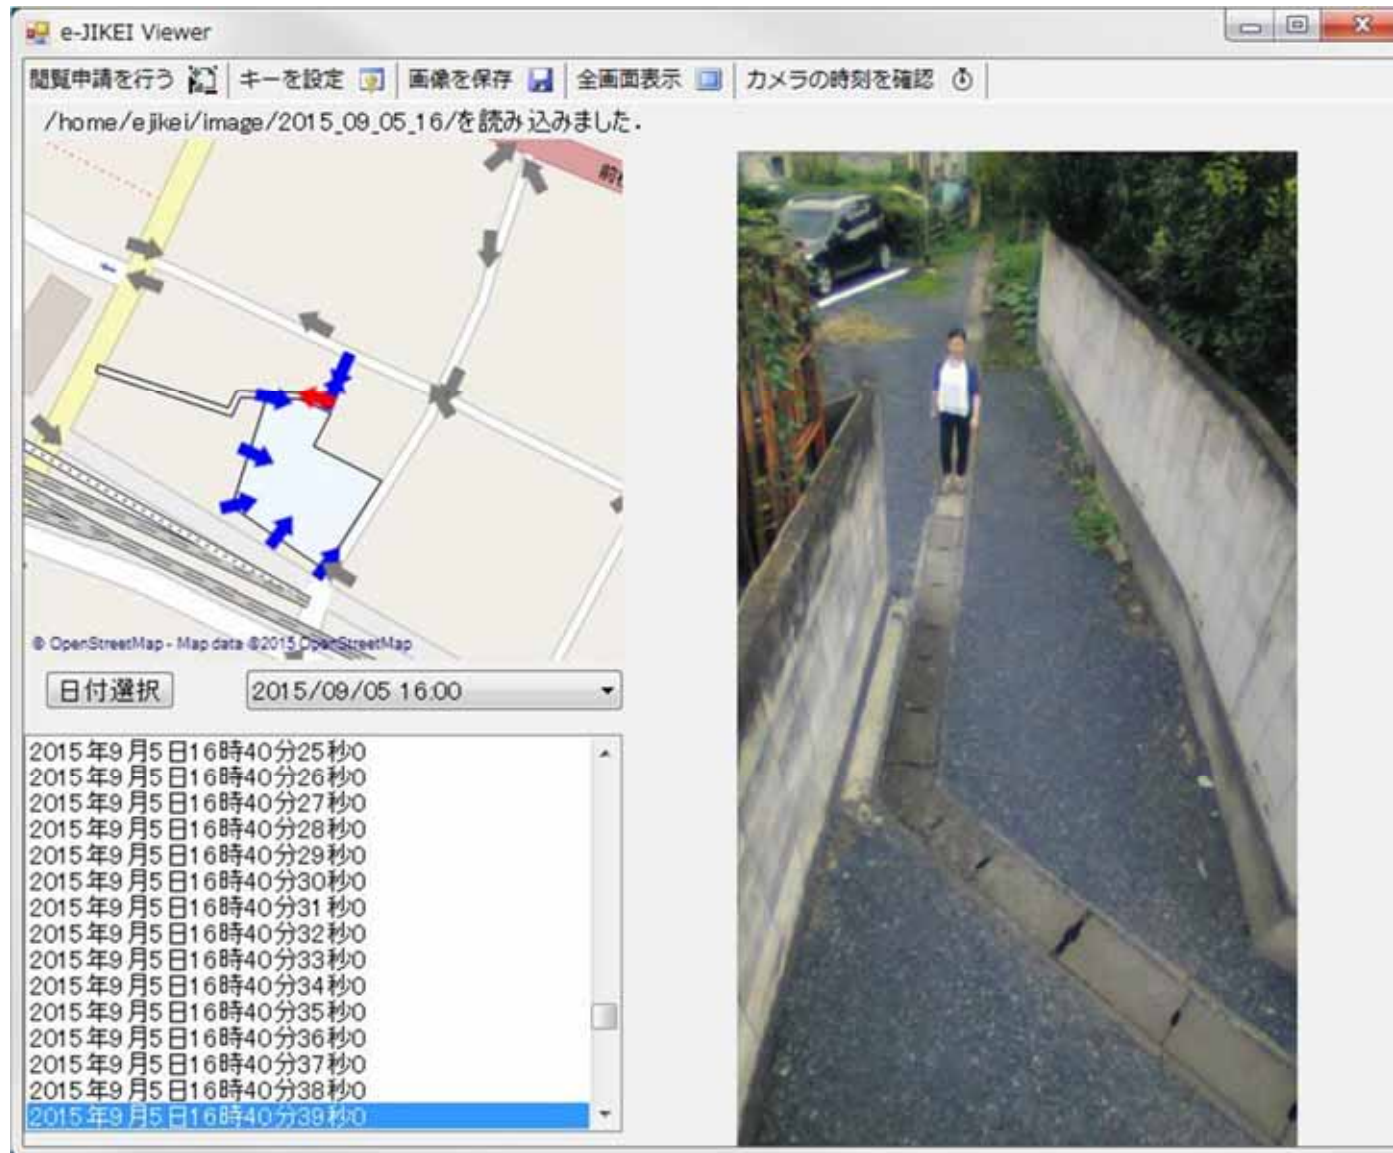 e-JIKEI Viewer
閲覧申請を行う キーを設定 画像を保存 全画面表示 カメラの時刻を確認
/home/ejikei/image/2015_09_05_16/を読み込みました.
© OpenStreetMap - Map data ©2015 OpenStreetMap
日付選択 2015/09/05 16:00
2015年9月5日16時40分25秒0
2015年9月5日16時40分26秒0
2015年9月5日16時40分27秒0
2015年9月5日16時40分28秒0
2015年9月5日16時40分29秒0
2015年9月5日16時40分30秒0
2015年9月5日16時40分31秒0
2015年9月5日16時40分32秒0
2015年9月5日16時40分33秒0
2015年9月5日16時40分34秒0
2015年9月5日16時40分35秒0
2015年9月5日16時40分36秒0
2015年9月5日16時40分37秒0
2015年9月5日16時40分38秒0
2015年9月5日16時40分39秒0